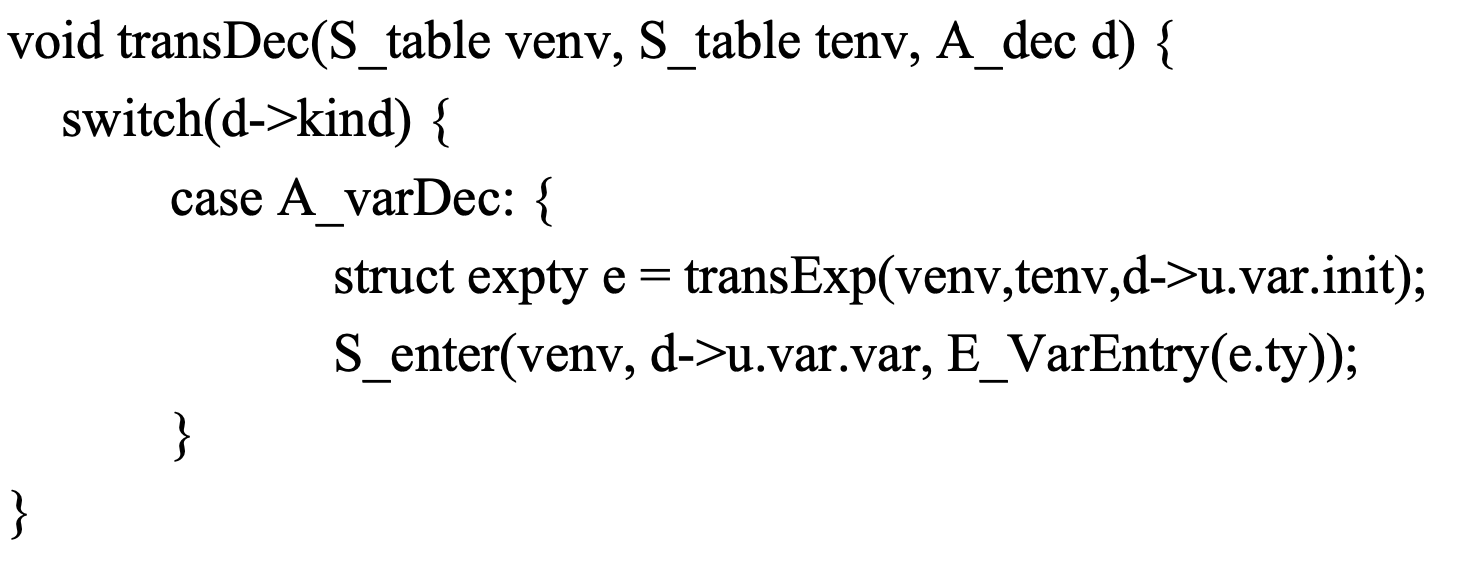 void transDec(S_table venv, S_table tenv, A_dec d) {
switch(d->kind) {
case A_varDec: {
struct expty e = transExp(venv,tenv,d->u.var.init);
S_enter(venv, d->u.var.var, E_VarEntry(e.ty));
}
}